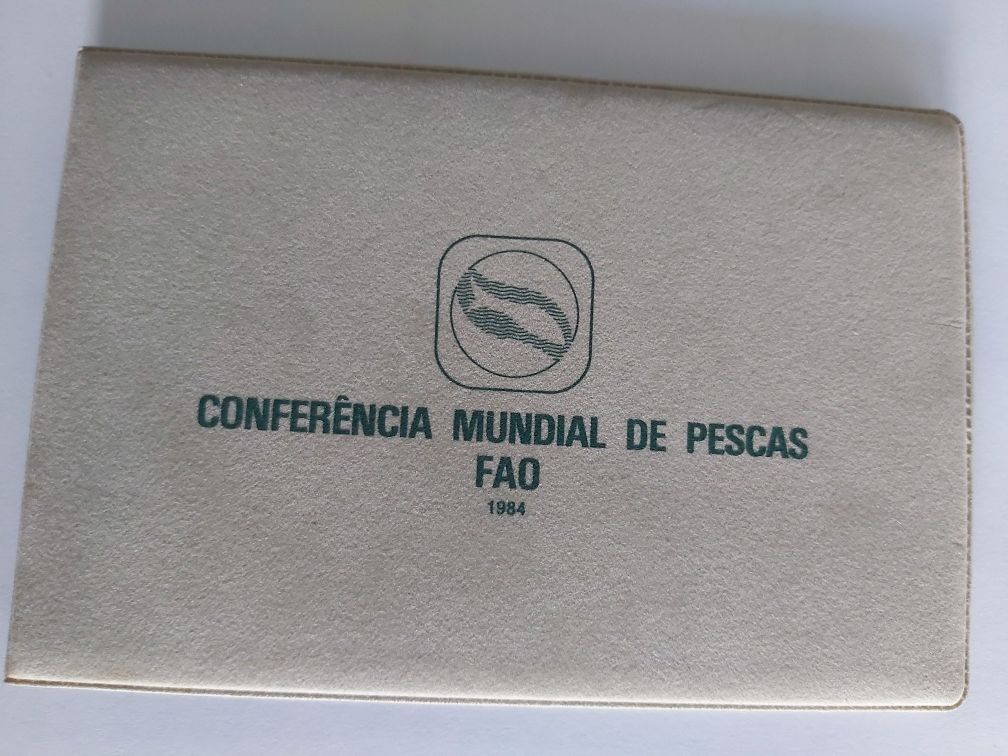 CONFERÊNCIA MUNDIAL DE PESCAS
FAO
1984